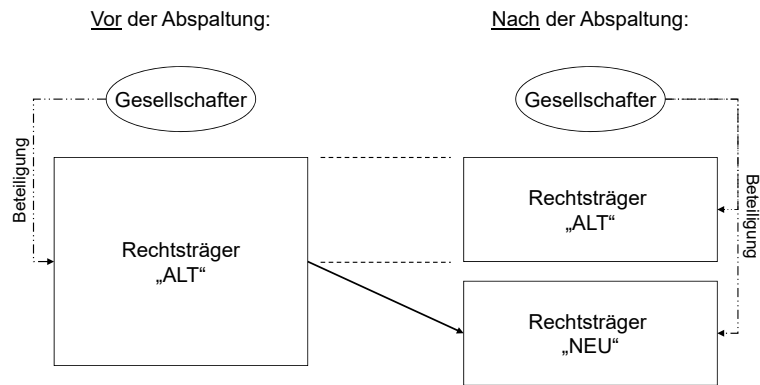 Vor der Abspaltung:
Gesellschafter
Beteiligung
Rechtsträger
„ALT“
Nach der Abspaltung:
Gesellschafter
Beteiligung
Rechtsträger
„ALT“
Rechtsträger
„NEU“